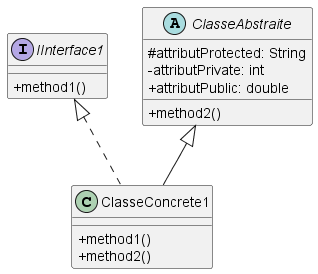 I IInterface1
+method1()
A ClasseAbstraite
#attributProtected: String
-attributPrivate: int
+attributPublic: double
+method2()
C ClasseConcrete1
+method1()
+method2()